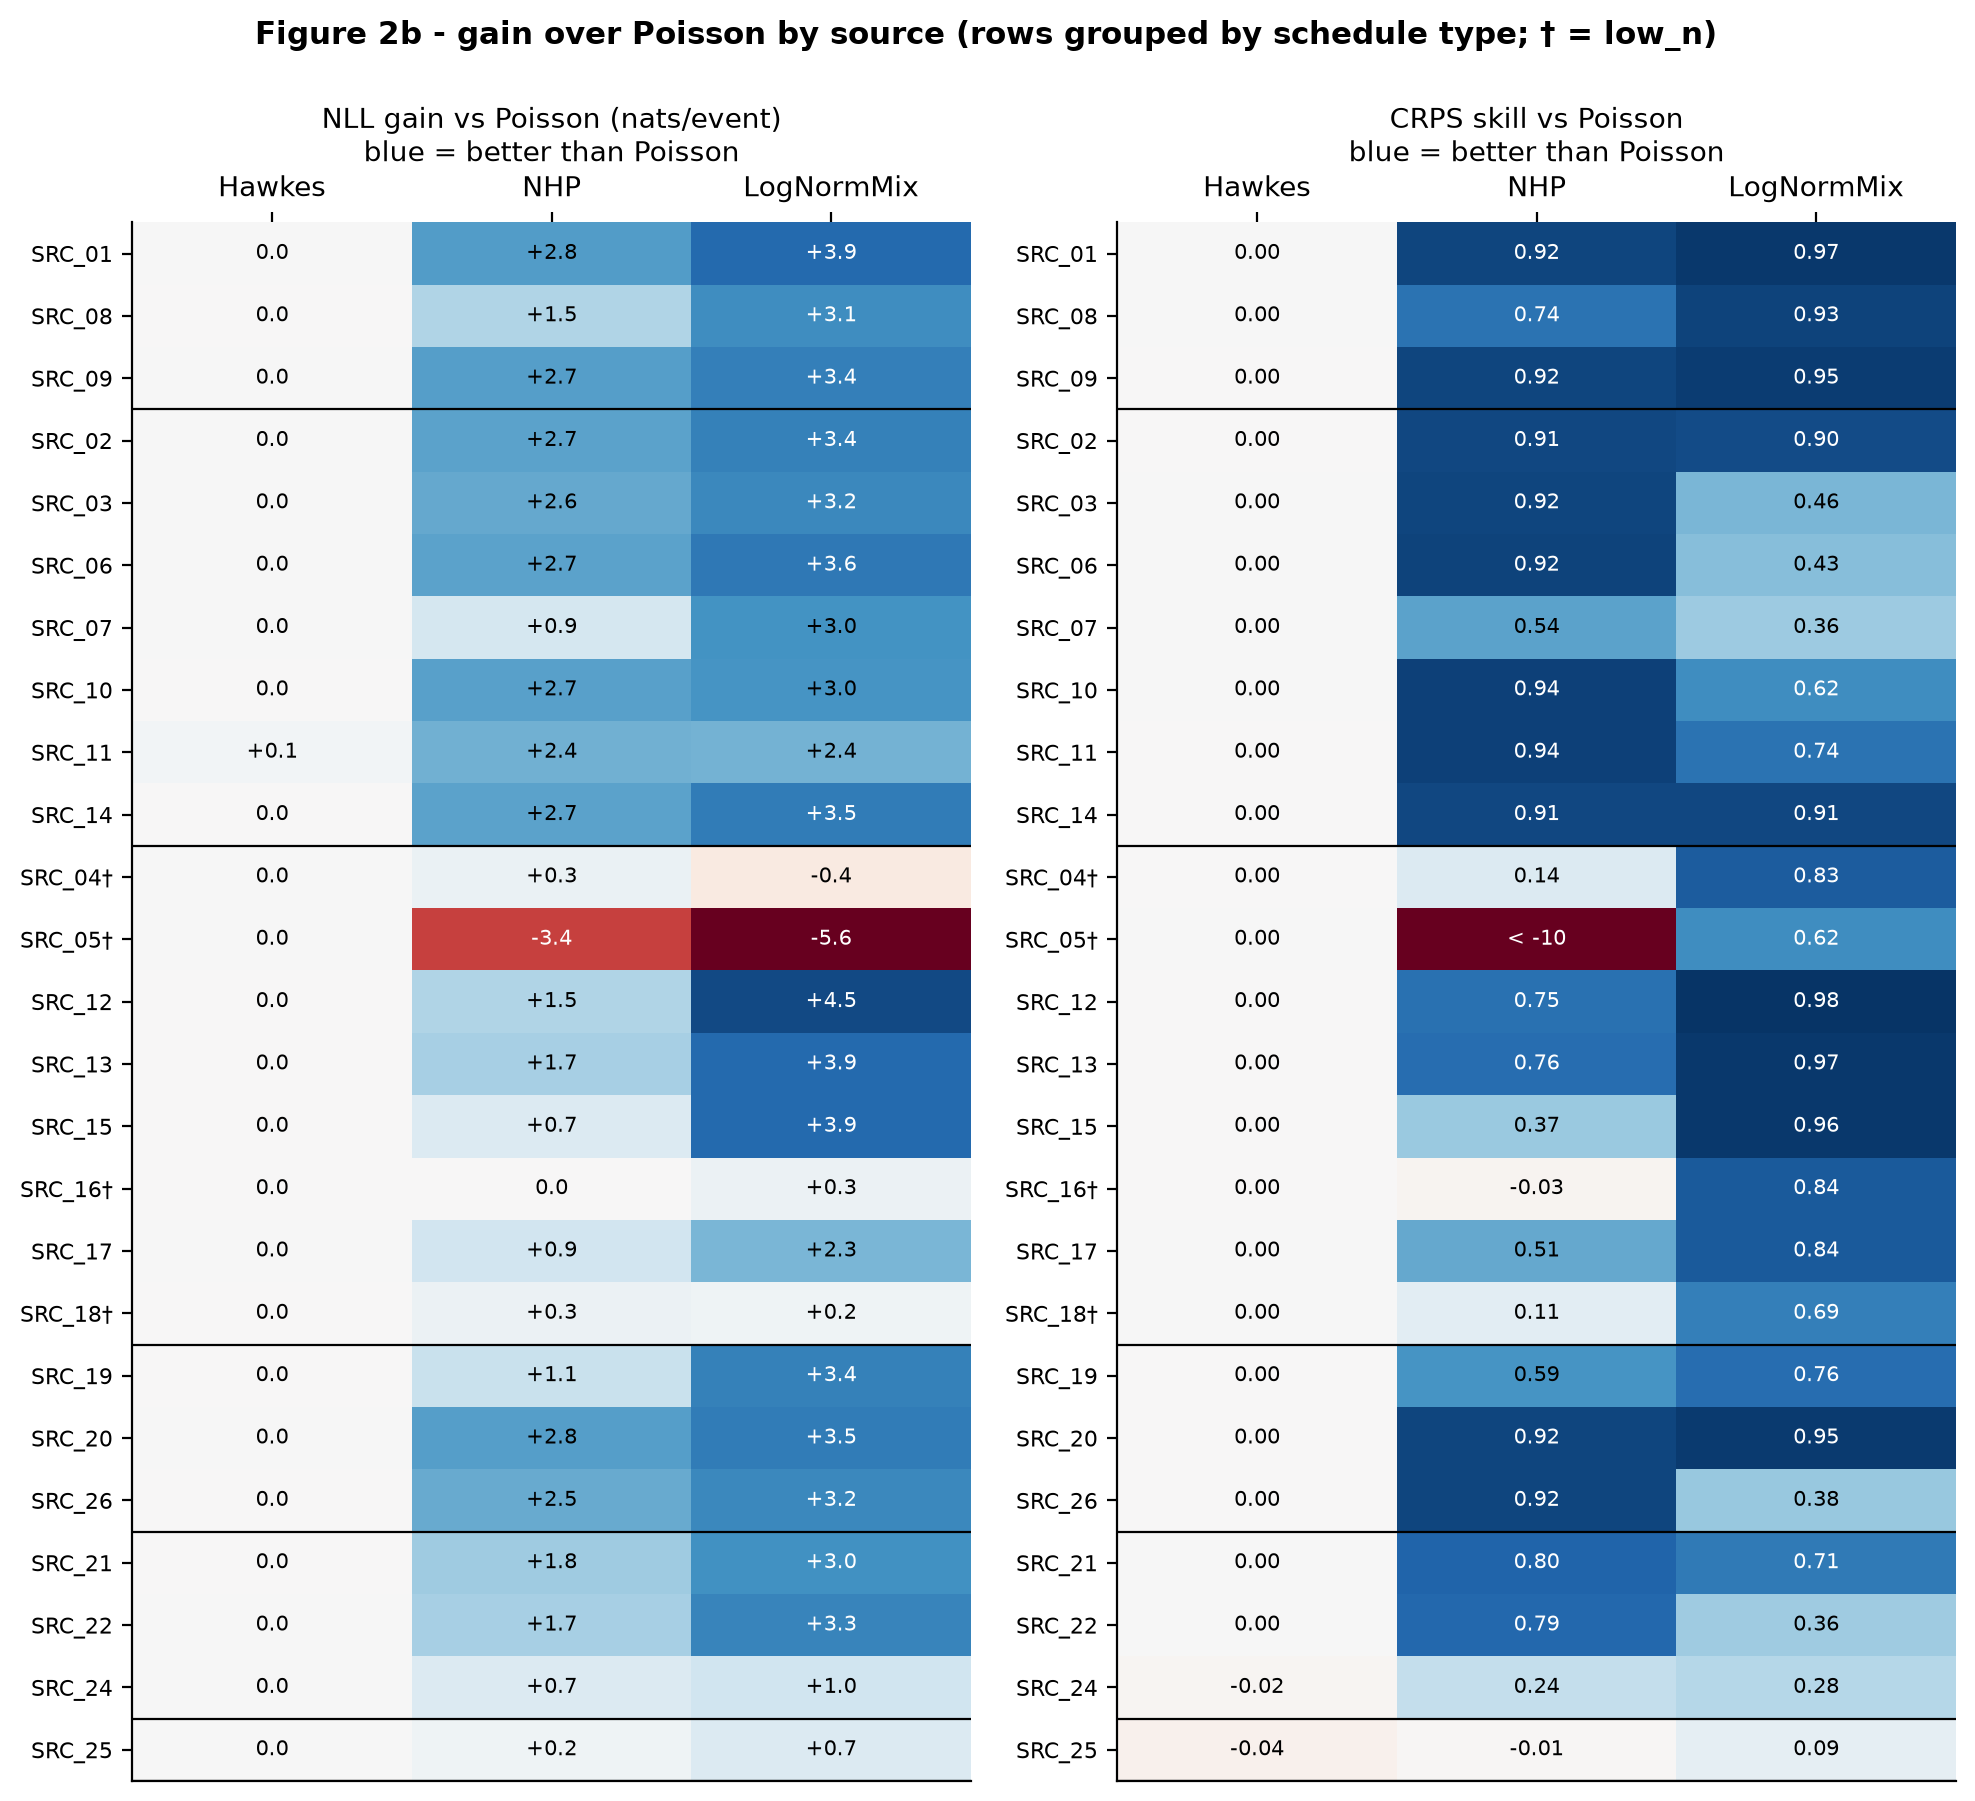 Figure 2b - gain over Poisson by source (rows grouped by schedule type; † = low_n)
NLL gain vs Poisson (nats/event)
blue = better than Poisson
Hawkes NHP LogNormMix
SRC_01 0.0 +2.8 +3.9
SRC_08 0.0 +1.5 +3.1
SRC_09 0.0 +2.7 +3.4
SRC_02 0.0 +2.7 +3.4
SRC_03 0.0 +2.6 +3.2
SRC_06 0.0 +2.7 +3.6
SRC_07 0.0 +0.9 +3.0
SRC_10 0.0 +2.7 +3.0
SRC_11 +0.1 +2.4 +2.4
SRC_14 0.0 +2.7 +3.5
SRC_04† 0.0 +0.3 -0.4
SRC_05† 0.0 -3.4 -5.6
SRC_12 0.0 +1.5 +4.5
SRC_13 0.0 +1.7 +3.9
SRC_15 0.0 +0.7 +3.9
SRC_16† 0.0 0.0 +0.3
SRC_17 0.0 +0.9 +2.3
SRC_18† 0.0 +0.3 +0.2
SRC_19 0.0 +1.1 +3.4
SRC_20 0.0 +2.8 +3.5
SRC_26 0.0 +2.5 +3.2
SRC_21 0.0 +1.8 +3.0
SRC_22 0.0 +1.7 +3.3
SRC_24 0.0 +0.7 +1.0
SRC_25 0.0 +0.2 +0.7
CRPS skill vs Poisson
blue = better than Poisson
Hawkes NHP LogNormMix
SRC_01 0.00 0.92 0.97
SRC_08 0.00 0.74 0.93
SRC_09 0.00 0.92 0.95
SRC_02 0.00 0.91 0.90
SRC_03 0.00 0.92 0.46
SRC_06 0.00 0.92 0.43
SRC_07 0.00 0.54 0.36
SRC_10 0.00 0.94 0.62
SRC_11 0.00 0.94 0.74
SRC_14 0.00 0.91 0.91
SRC_04† 0.00 0.14 0.83
SRC_05† 0.00 < -10 0.62
SRC_12 0.00 0.75 0.98
SRC_13 0.00 0.76 0.97
SRC_15 0.00 0.37 0.96
SRC_16† 0.00 -0.03 0.84
SRC_17 0.00 0.51 0.84
SRC_18† 0.00 0.11 0.69
SRC_19 0.00 0.59 0.76
SRC_20 0.00 0.92 0.95
SRC_26 0.00 0.92 0.38
SRC_21 0.00 0.80 0.71
SRC_22 0.00 0.79 0.36
SRC_24 -0.02 0.24 0.28
SRC_25 -0.04 -0.01 0.09